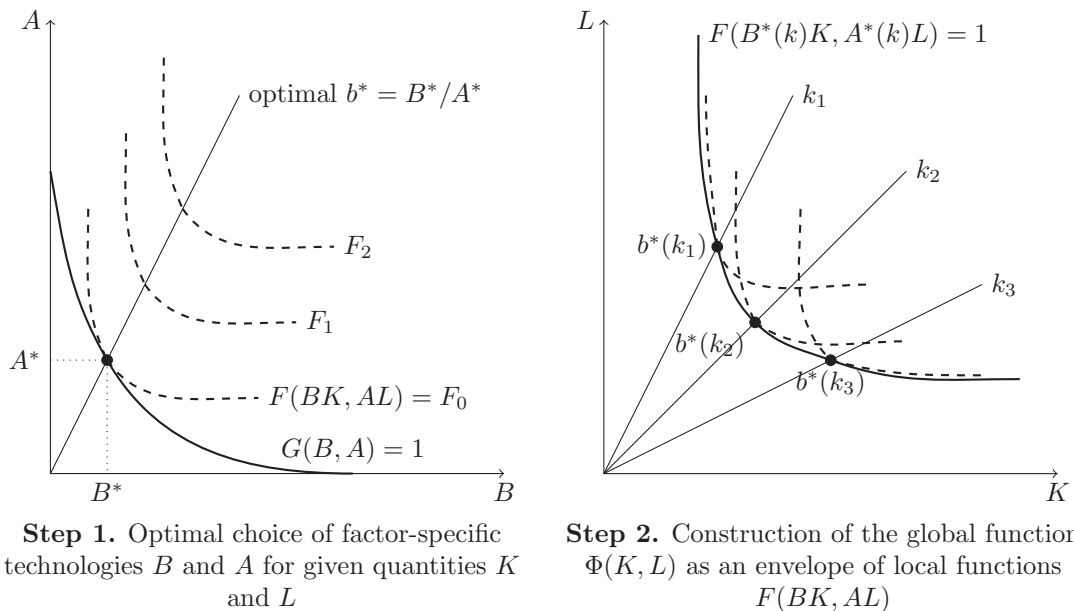 A
optimal b* = B*/A*
F₂
F₁
A*
F(BK, AL) = F₀
G(B, A) = 1
B*
B
Step 1. Optimal choice of factor-specific
technologies B and A for given quantities K
and L
L
F(B*(k)K, A*(k)L) = 1
k₁
k₂
b*(k₁)
k₃
b*(k₂)
b*(k₃)
K
Step 2. Construction of the global function
Φ(K, L) as an envelope of local functions
F(BK, AL)